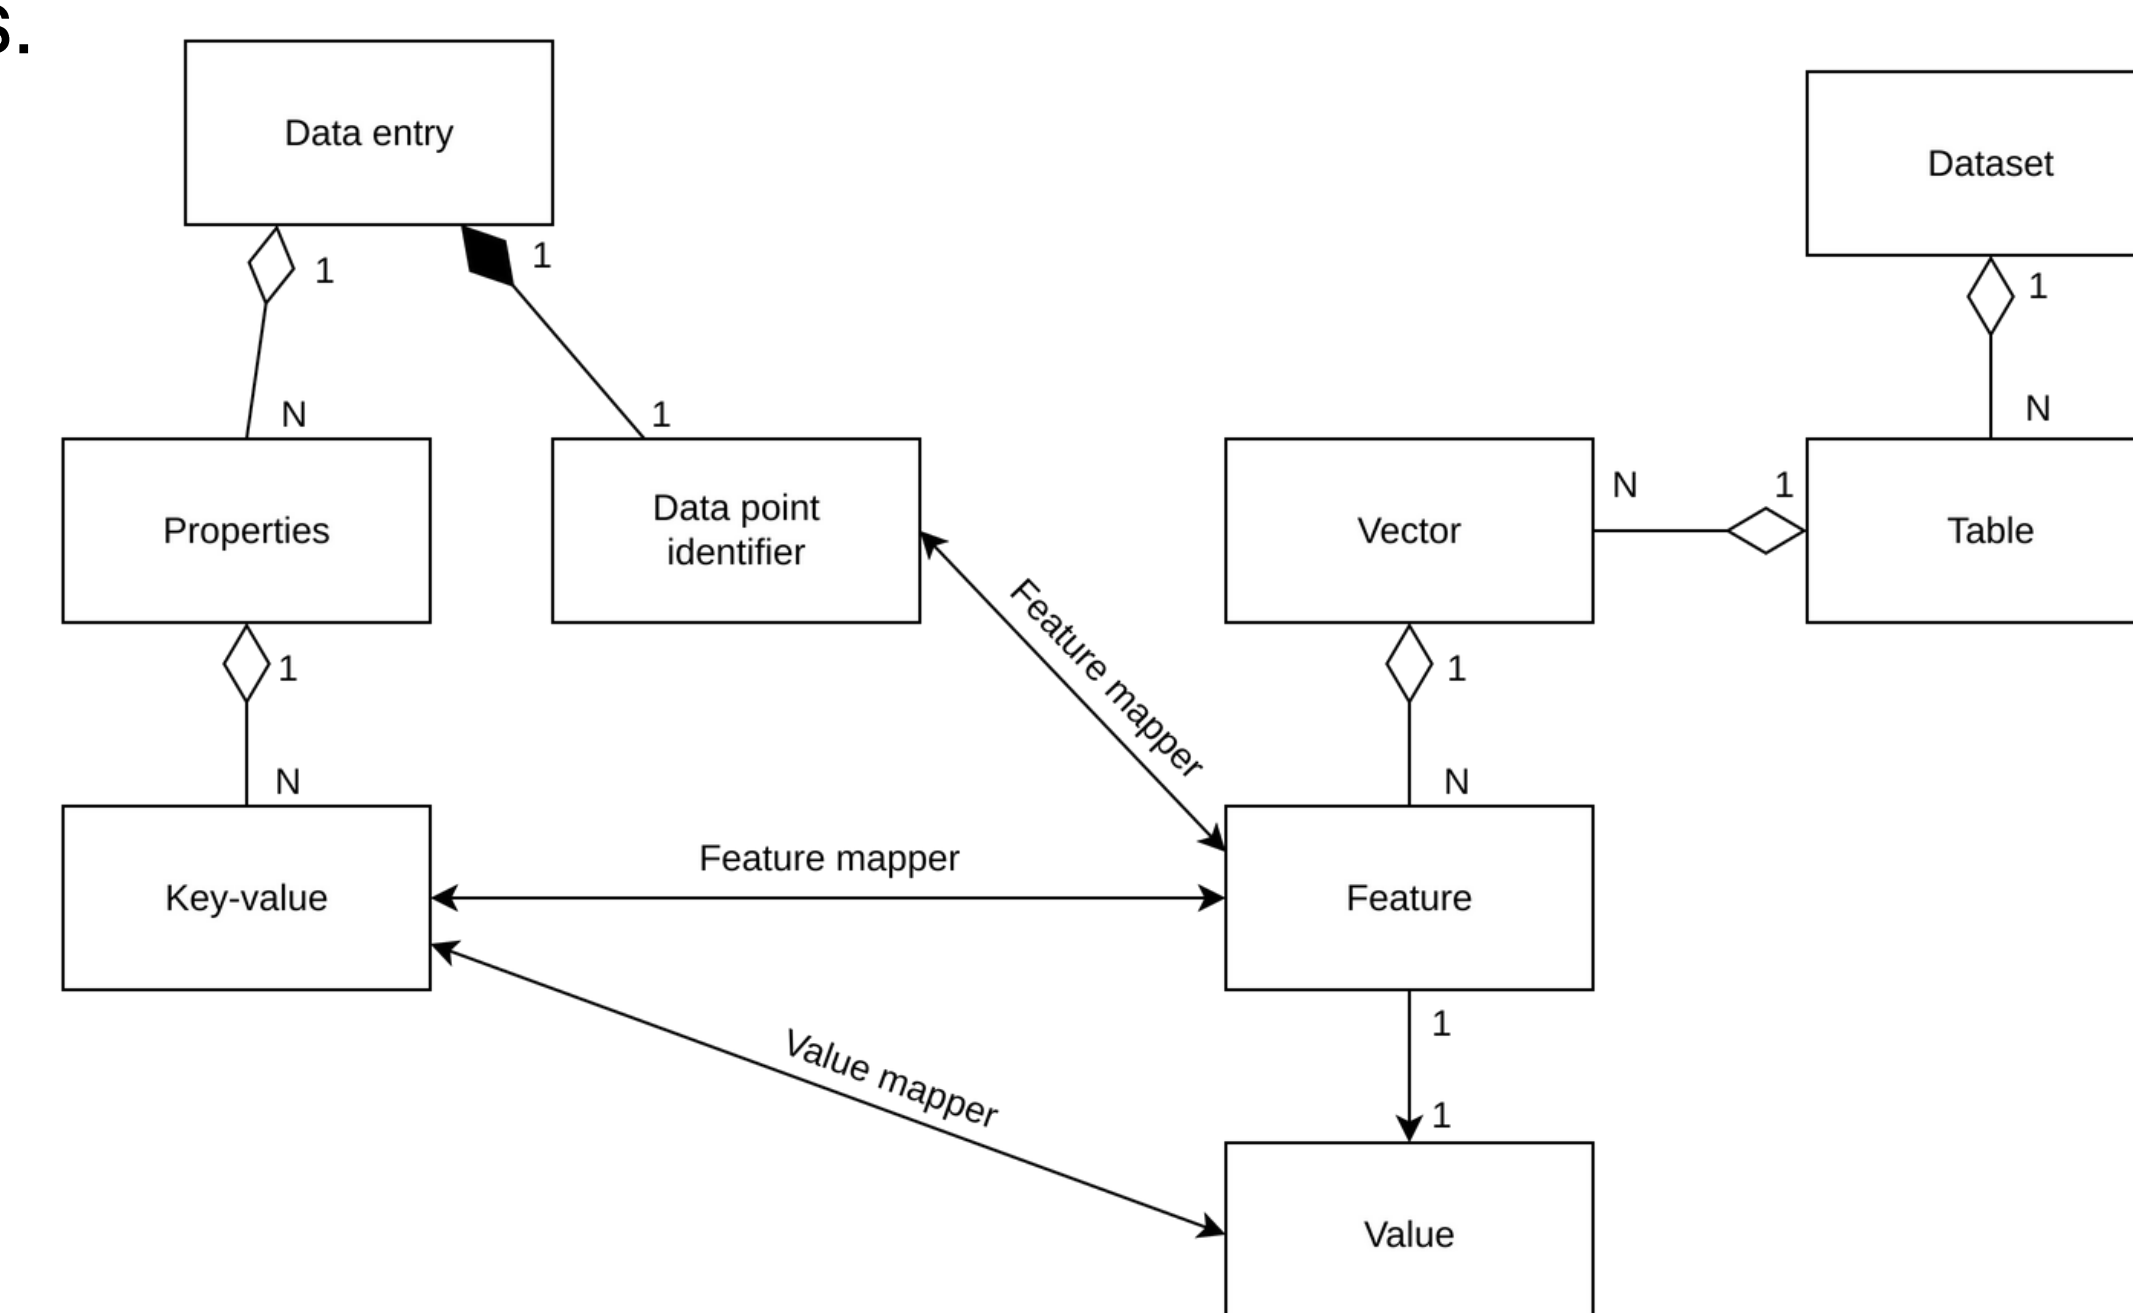 s.
Data entry
Dataset
1
1
1
N
1
N
Properties
Data point
identifier
Vector
N
1
Table
1
Feature mapper
1
N
N
Key-value
Feature mapper
Feature
Value mapper
1
1
Value